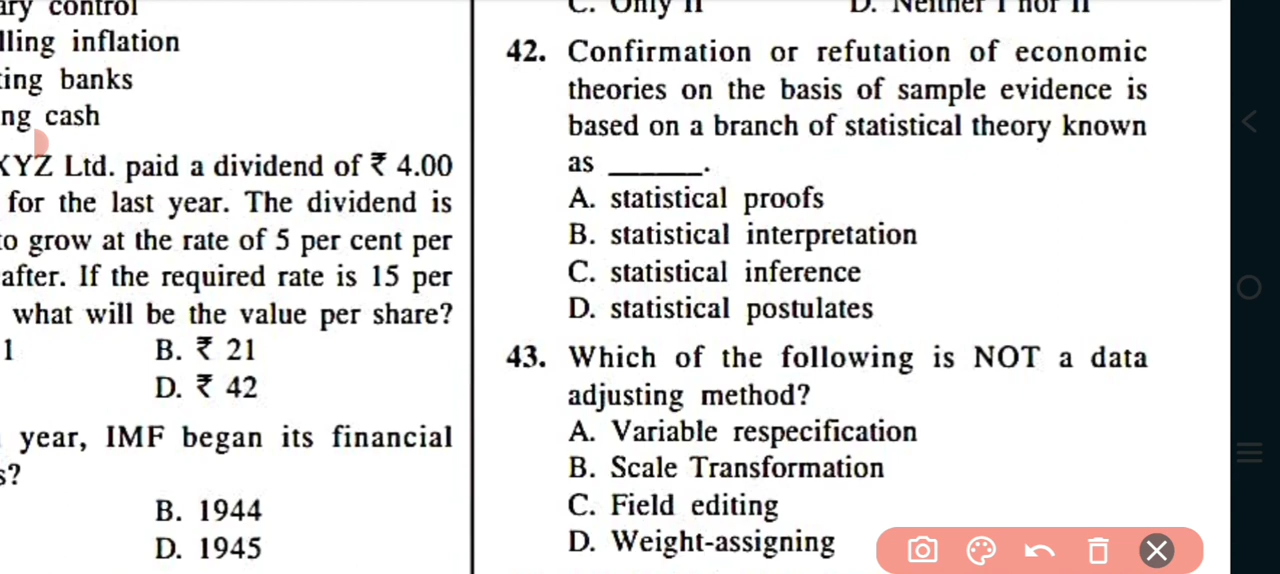 control
lling inflation
ing banks
ng cash
XYZ Ltd. paid a dividend of ₹ 4.00
for the last year. The dividend is
to grow at the rate of 5 per cent per
after. If the required rate is 15 per
what will be the value per share?
1 B. ₹ 21
D. ₹ 42
year, IMF began its financial
s?
B. 1944
D. 1945
C. Only II D. Neither I nor II
42. Confirmation or refutation of economic
theories on the basis of sample evidence is
based on a branch of statistical theory known
as ______.
A. statistical proofs
B. statistical interpretation
C. statistical inference
D. statistical postulates
43. Which of the following is NOT a data
adjusting method?
A. Variable respecification
B. Scale Transformation
C. Field editing
D. Weight-assigning